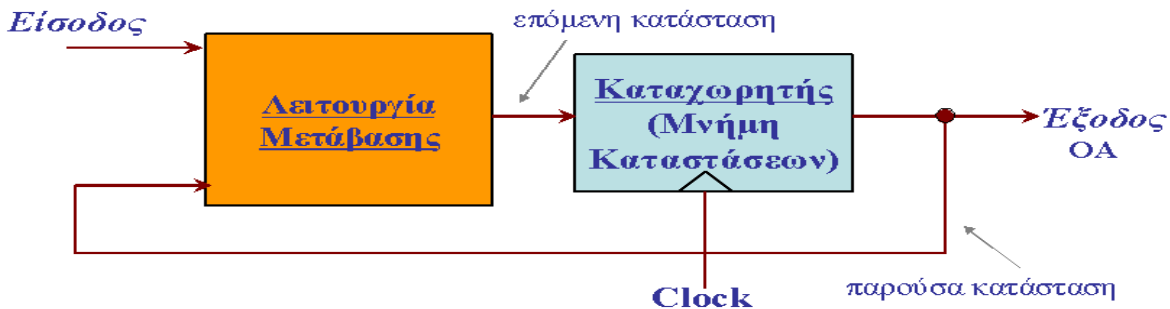 Είσοδος
επόμενη κατάσταση
Λειτουργία
Μετάβασης
Καταχωρητής
(Μνήμη
Καταστάσεων)
Έξοδος
ΟΑ
παρούσα κατάσταση
Clock